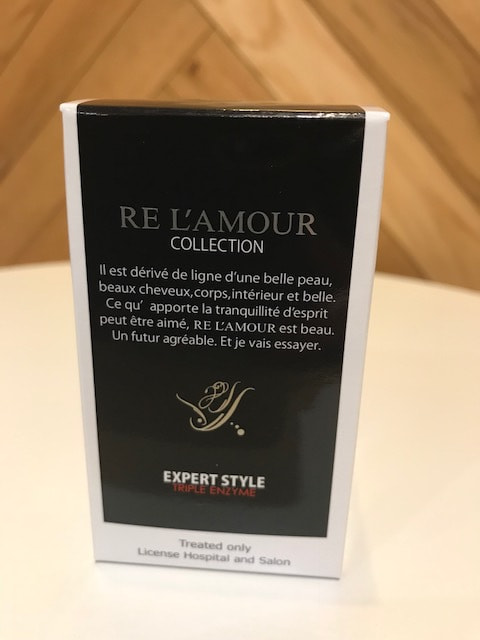 RE L'AMOUR
COLLECTION
Il est dérivé de ligne d'une belle peau,
beaux cheveux,corps,intérieur et belle.
Ce qu' apporte la tranquillité d'esprit
peut être aimé, RE L'AMOUR est beau.
Un futur agréable. Et je vais essayer.
EXPERT STYLE
TRIPLE ENZYME
Treated only
License Hospital and Salon